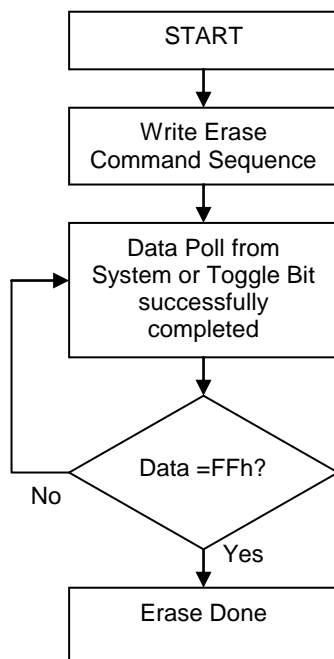 START
Write Erase
Command Sequence
Data Poll from
System or Toggle Bit
successfully
completed
Data =FFh?
No
Yes
Erase Done